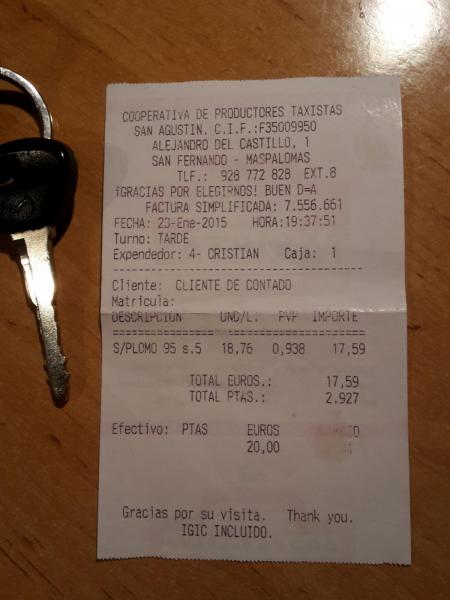 COOPERATIVA DE PRODUCTORES TAXISTAS
SAN AGUSTIN. C.I.F.:F35009950
ALEJANDRO DEL CASTILLO, 1
SAN FERNANDO - MASPALOMAS
TLF.: 928 772 828 EXT.8
¡GRACIAS POR ELEGIRNOS! BUEN D=A
FACTURA SIMPLIFICADA: 7.556.661
FECHA: 23-Ene-2015 HORA:19:37:51
Turno: TARDE
Expendedor: 4- CRISTIAN Caja: 1
Cliente: CLIENTE DE CONTADO
Matricula:
DESCRIPCION UND/L. PVP IMPORTE
S/PLOMO 95 s.5 18,76 0,938 17,59
TOTAL EUROS.: 17,59
TOTAL PTAS.: 2.927
Efectivo: PTAS EUROS
20,00
Gracias por su visita. Thank you.
IGIC INCLUIDO.